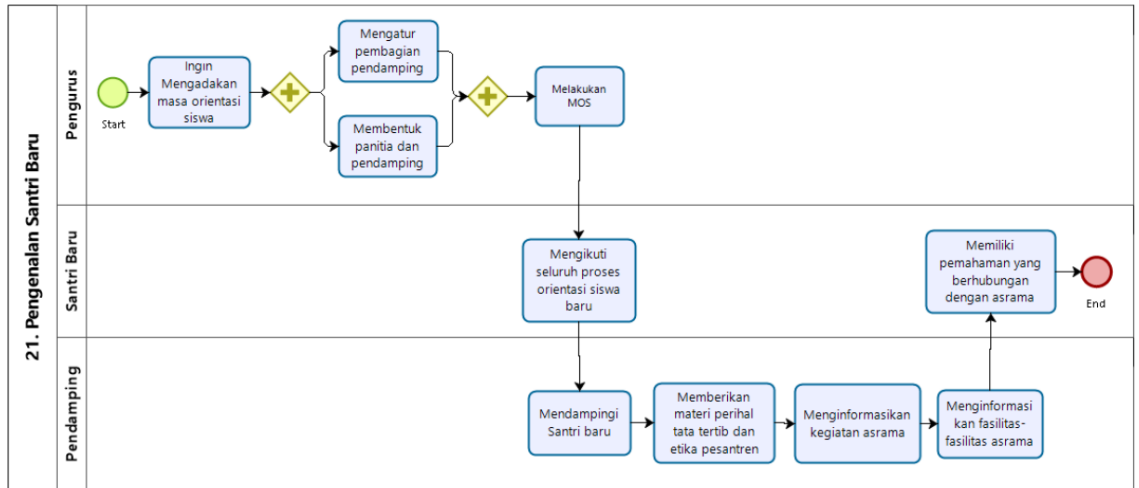 21. Pengenalan Santri Baru
Pengurus
Start
Ingin
Mengadakan
masa orientasi
siswa
Mengatur
pembagian
pendamping
Membentuk
panitia dan
pendamping
Melakukan
MOS
Santri Baru
Mengikuti
seluruh proses
orientasi siswa
baru
Memiliki
pemahaman yang
berhubungan
dengan asrama
End
Pendamping
Mendampingi
Santri baru
Memberikan
materi perihal
tata tertib dan
etika pesantren
Menginformasikan
kegiatan asrama
Menginformasi
kan fasilitas-
fasilitas asrama